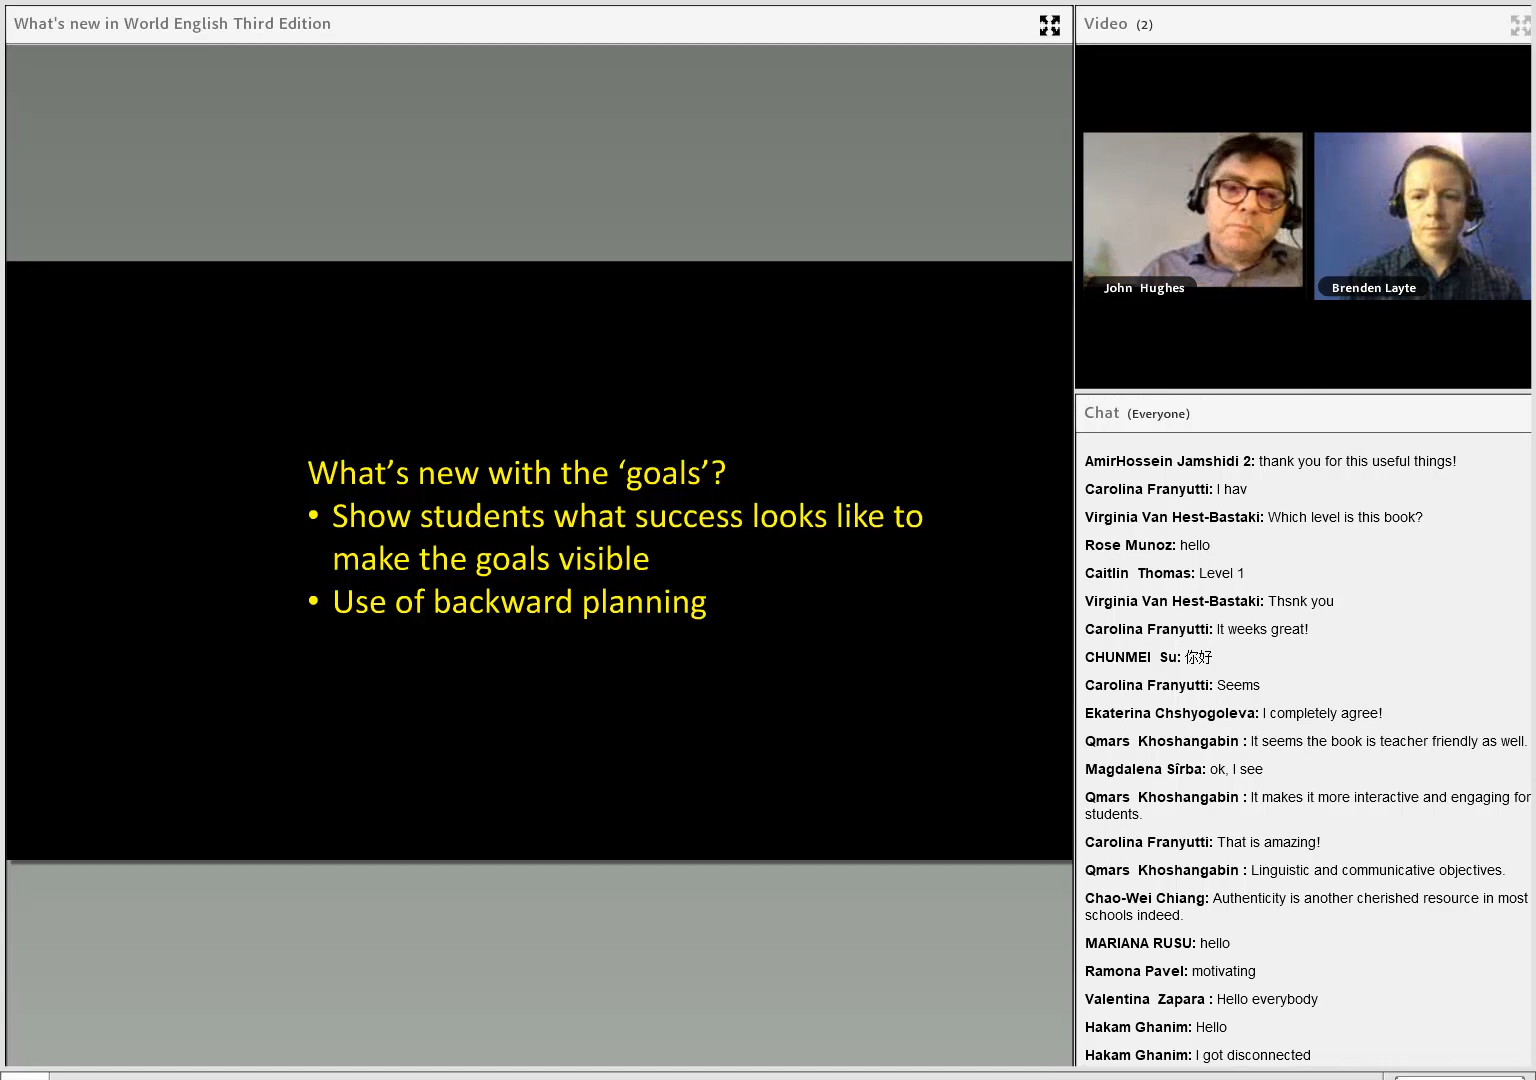 What's new in World English Third Edition
What’s new with the ‘goals’?
• Show students what success looks like to
make the goals visible
• Use of backward planning
Video (2)
John Hughes
Brenden Layte
Chat (Everyone)
AmirHossein Jamshidi 2: thank you for this useful things!
Carolina Franyutti: I hav
Virginia Van Hest-Bastaki: Which level is this book?
Rose Munoz: hello
Caitlin Thomas: Level 1
Virginia Van Hest-Bastaki: Thsnk you
Carolina Franyutti: It weeks great!
CHUNMEI Su: 你好
Carolina Franyutti: Seems
Ekaterina Chshyogoleva: I completely agree!
Qmars Khoshangabin : It seems the book is teacher friendly as well.
Magdalena Sîrba: ok, I see
Qmars Khoshangabin : It makes it more interactive and engaging for
students.
Carolina Franyutti: That is amazing!
Qmars Khoshangabin : Linguistic and communicative objectives.
Chao-Wei Chiang: Authenticity is another cherished resource in most
schools indeed.
MARIANA RUSU: hello
Ramona Pavel: motivating
Valentina Zapara : Hello everybody
Hakam Ghanim: Hello
Hakam Ghanim: I got disconnected